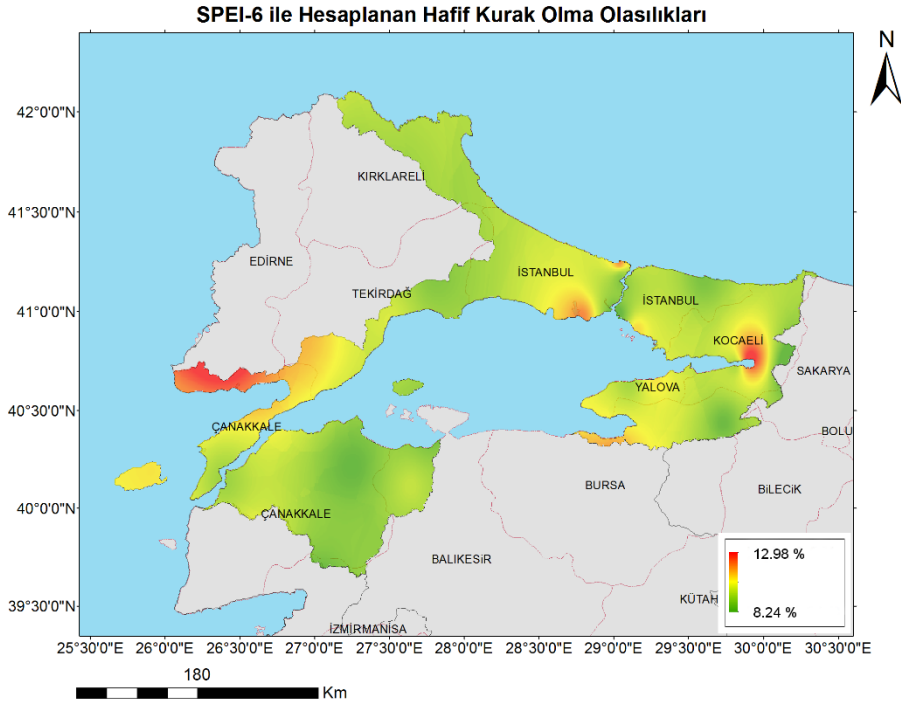 SPEI-6 ile Hesaplanan Hafif Kurak Olma Olasılıkları
N
42°0'0"N
KIRKLARELİ
41°30'0"N
EDİRNE
İSTANBUL
TEKİRDAĞ
İSTANBUL
41°0'0"N
KOCAELİ
SAKARYA
YALOVA
40°30'0"N
ÇANAKKALE
BOLU
BURSA
BİLECİK
40°0'0"N
ÇANAKKALE
BALIKESİR
12.98 %
KÜTAH
8.24 %
39°30'0"N
İZMİRMANİSA
25°30'0"E 26°0'0"E 26°30'0"E 27°0'0"E 27°30'0"E 28°0'0"E 28°30'0"E 29°0'0"E 29°30'0"E 30°0'0"E 30°30'0"E
180
Km